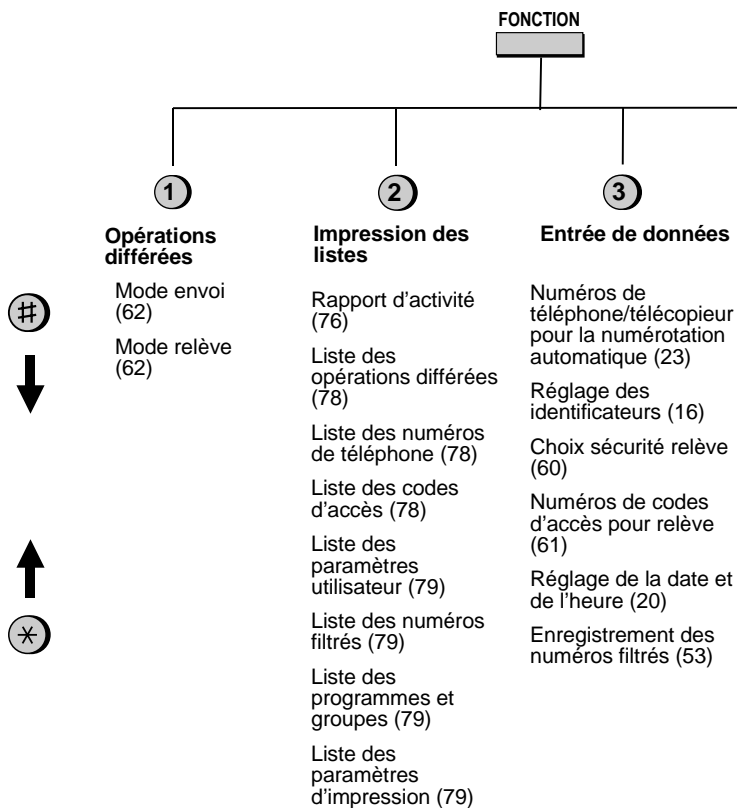 FONCTION
1
2
3
Opérations
différées
Mode envoi
(62)
Mode relève
(62)
Impression des
listes
Rapport d'activité
(76)
Liste des
opérations différées
(78)
Liste des numéros
de téléphone (78)
Liste des codes
d'accès (78)
Liste des
paramètres
utilisateur (79)
Liste des numéros
filtrés (79)
Liste des
programmes et
groupes (79)
Liste des
paramètres
d'impression (79)
Entrée de données
Numéros de
téléphone/télécopieur
pour la numérotation
automatique (23)
Réglage des
identificateurs (16)
Choix sécurité relève
(60)
Numéros de codes
d'accès pour relève
(61)
Réglage de la date et
de l'heure (20)
Enregistrement des
numéros filtrés (53)
#
*